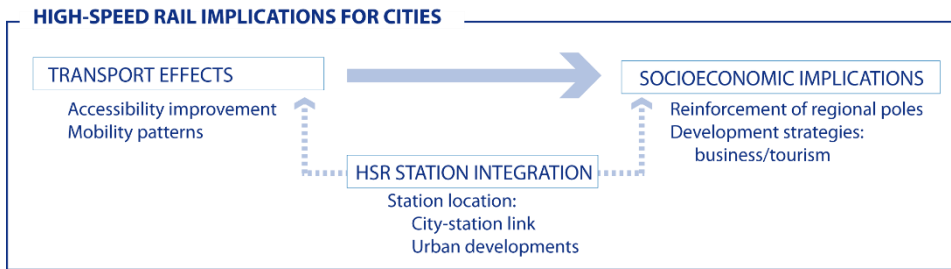 HIGH-SPEED RAIL IMPLICATIONS FOR CITIES
TRANSPORT EFFECTS
Accessibility improvement
Mobility patterns
SOCIOECONOMIC IMPLICATIONS
Reinforcement of regional poles
Development strategies:
business/tourism
HSR STATION INTEGRATION
Station location:
City-station link
Urban developments